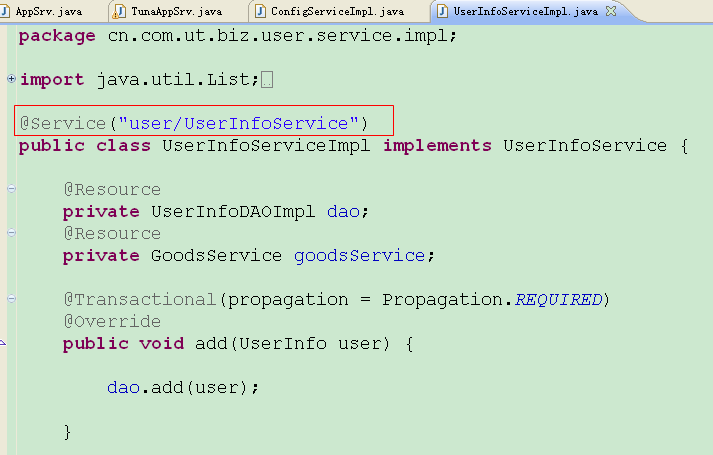 AppSrv.java TunaAppSrv.java ConfigServiceImpl.java UserInfoServiceImpl.java
package cn.com.ut.biz.user.service.impl;
import java.util.List;
@Service("user/UserInfoService")
public class UserInfoServiceImpl implements UserInfoService {
@Resource
private UserInfoDAOImpl dao;
@Resource
private GoodsService goodsService;
@Transactional(propagation = Propagation.REQUIRED)
@Override
public void add(UserInfo user) {
dao.add(user);
}